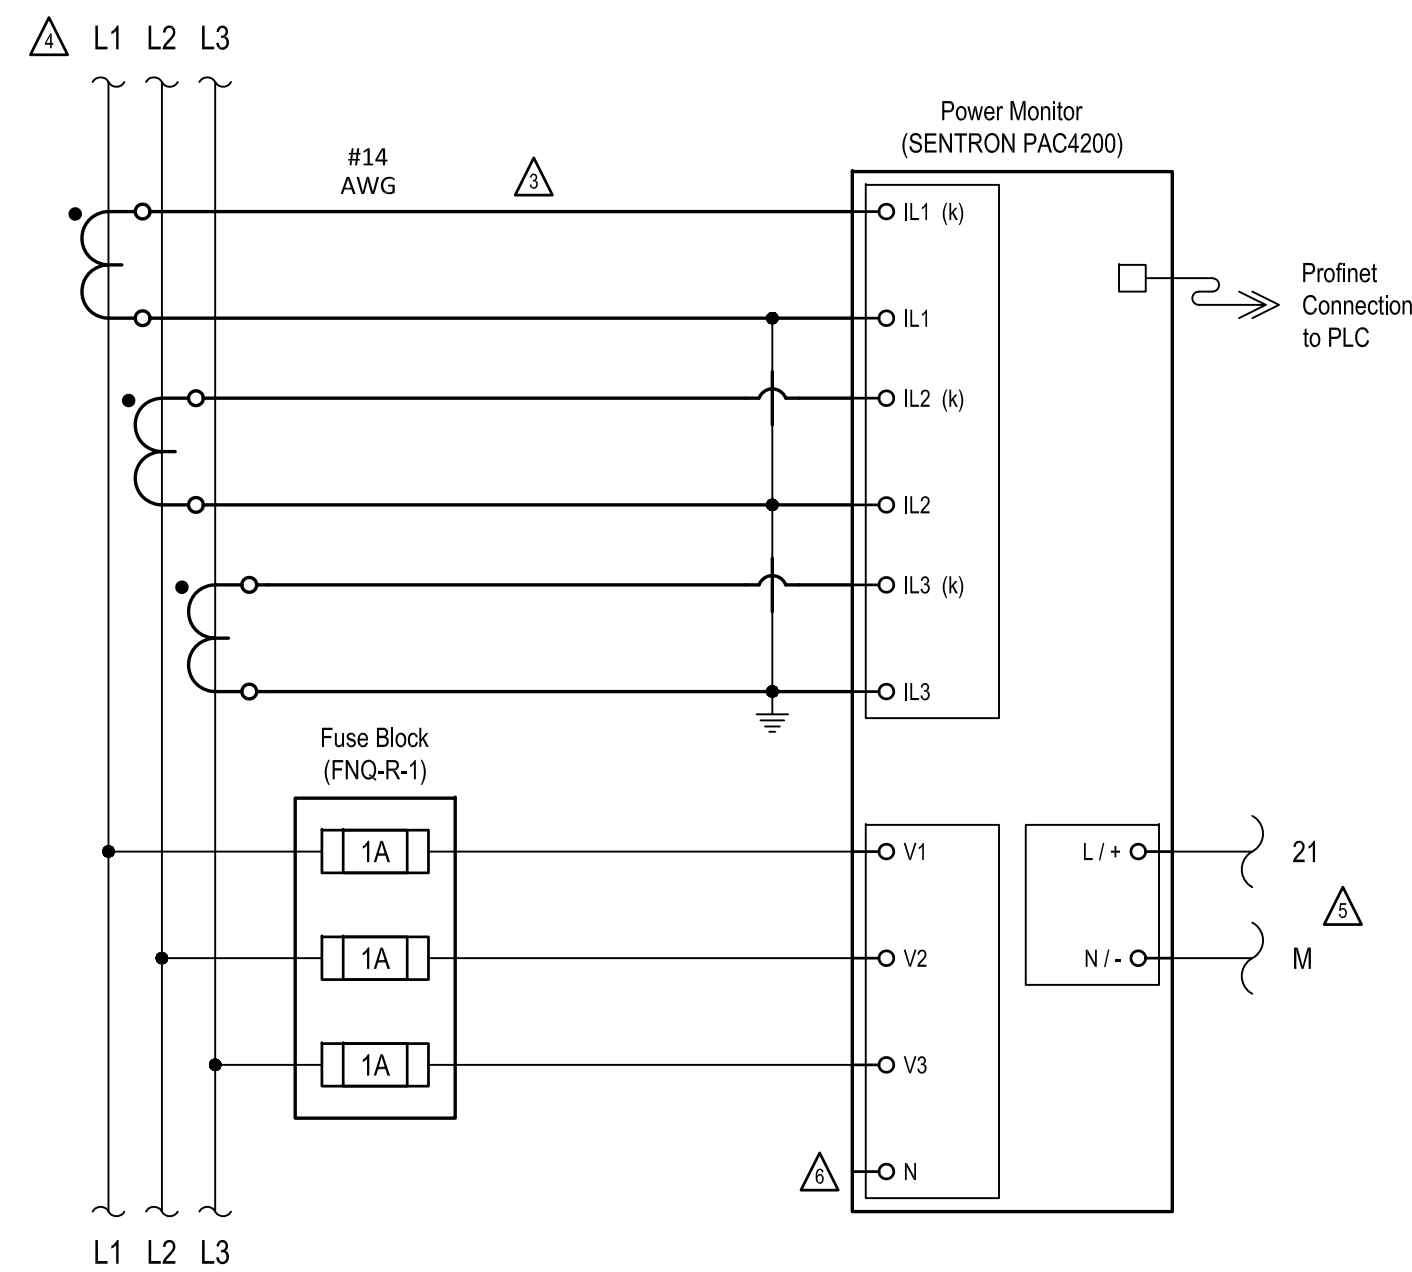 4 L1 L2 L3
Power Monitor
(SENTRON PAC4200)
#14
AWG
3
IL1 (k)
Profinet
Connection
to PLC
IL1
IL2 (k)
IL2
IL3 (k)
IL3
Fuse Block
(FNQ-R-1)
1A V1 L / + 21
5
1A V2 N / - M
1A V3
6 N
L1 L2 L3